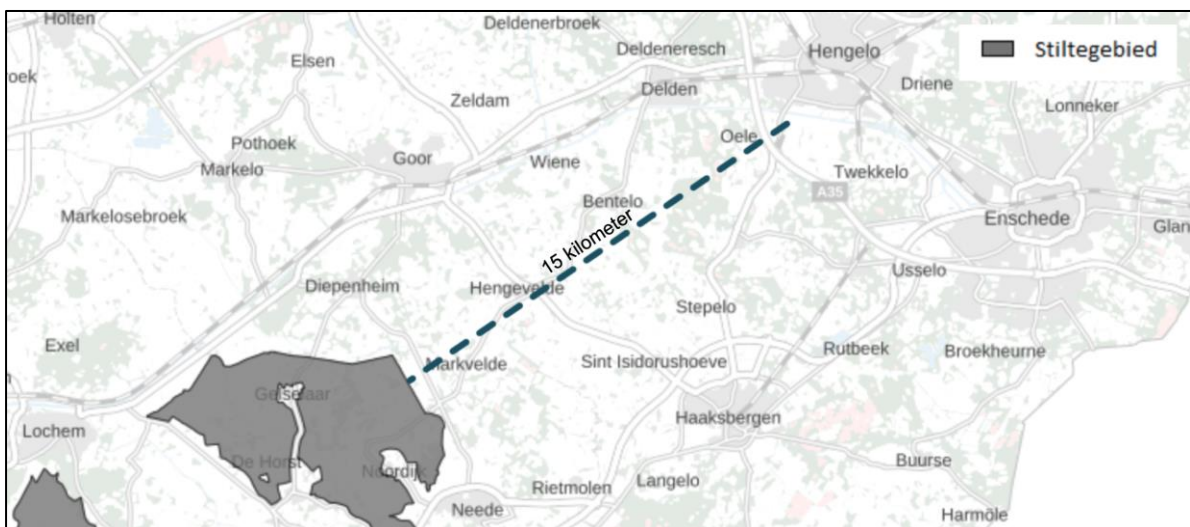 Holten
Deldenerbroek
Deldeneresch
Hengelo
Stiltegebied
Elsen
Driene
oek
Delden
Zeldam
Lonneker
Pothoek
Oele
Goor
Wiene
Markelo
Twekkelo
A35
Bentelo
Markelosebroek
Enschede
Glan
15 kilometer
Usselo
Diepenheim
Hengevelde
Stepelo
Exel
Rutbeek
Broekheurne
Markvelde
Sint Isidorushoeve
n
Gelselaar
Haaksbergen
Lochem
De Horst
Noordijk
Buurse
Langelo
Rietmolen
Neede
Harmöle